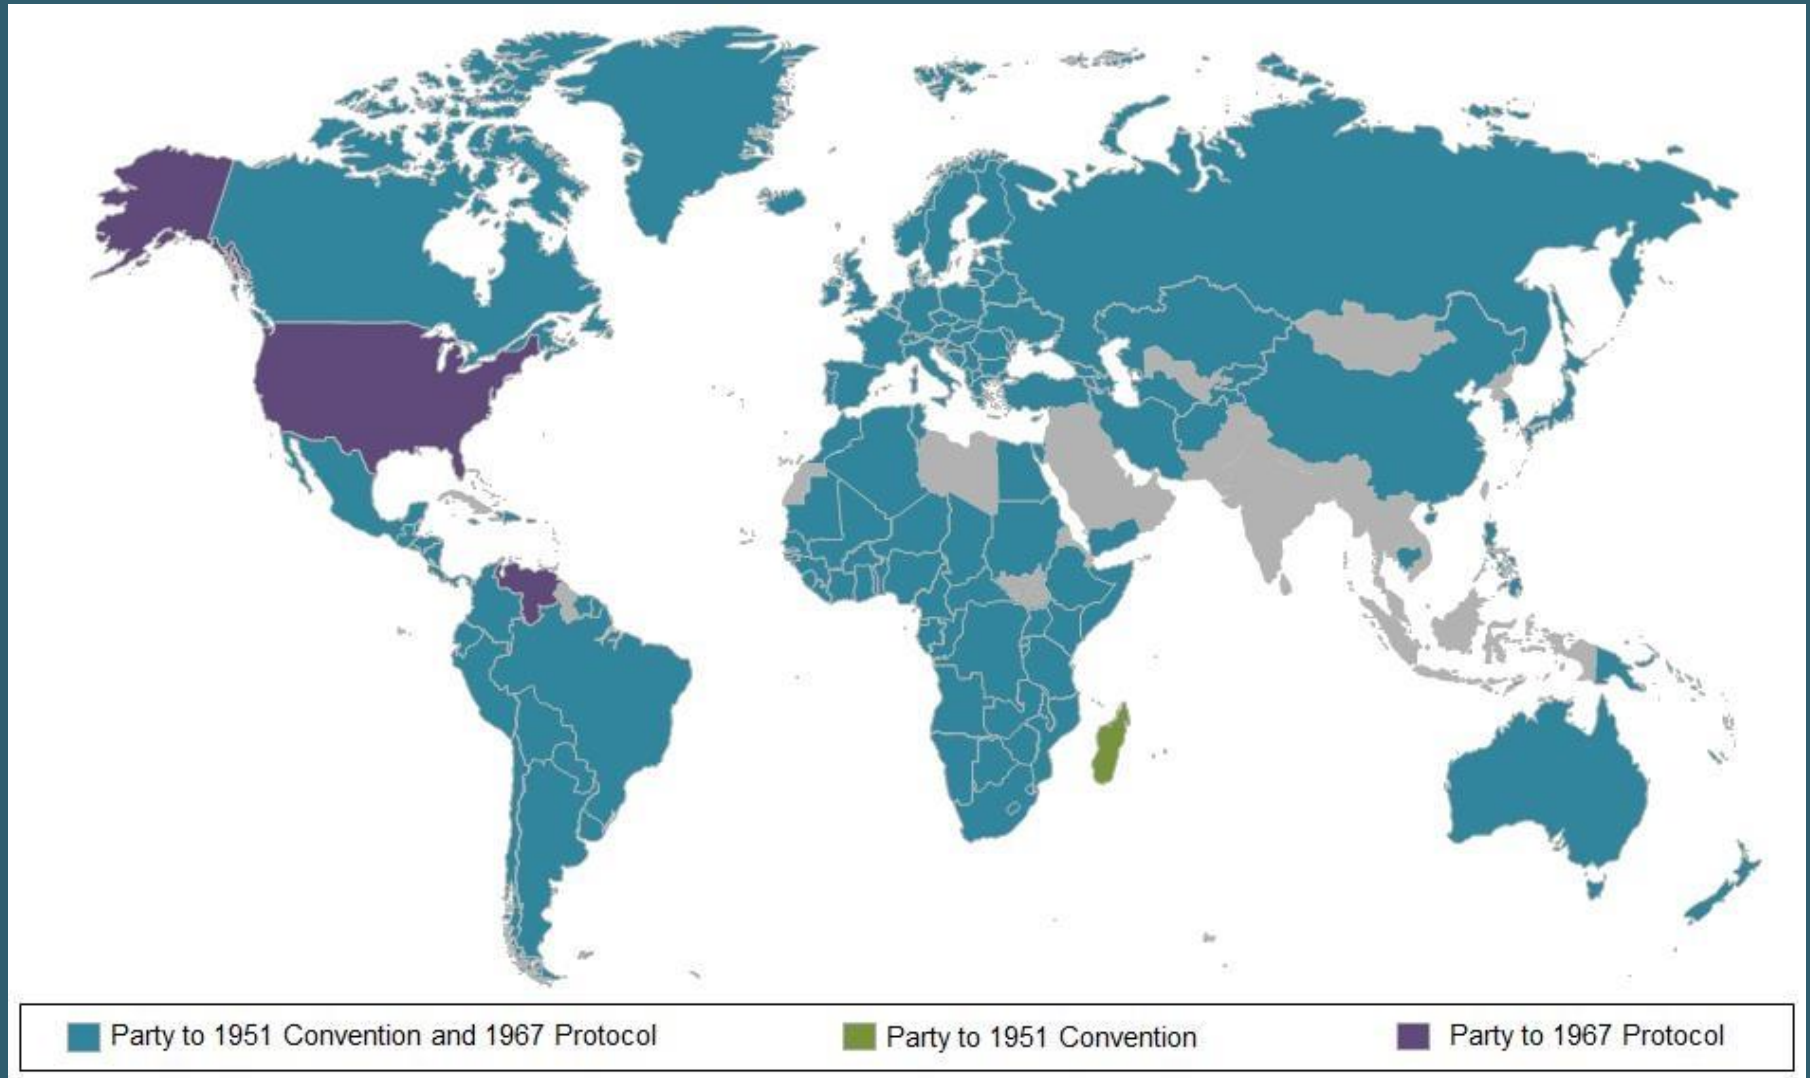 Party to 1951 Convention and 1967 Protocol
Party to 1951 Convention
Party to 1967 Protocol